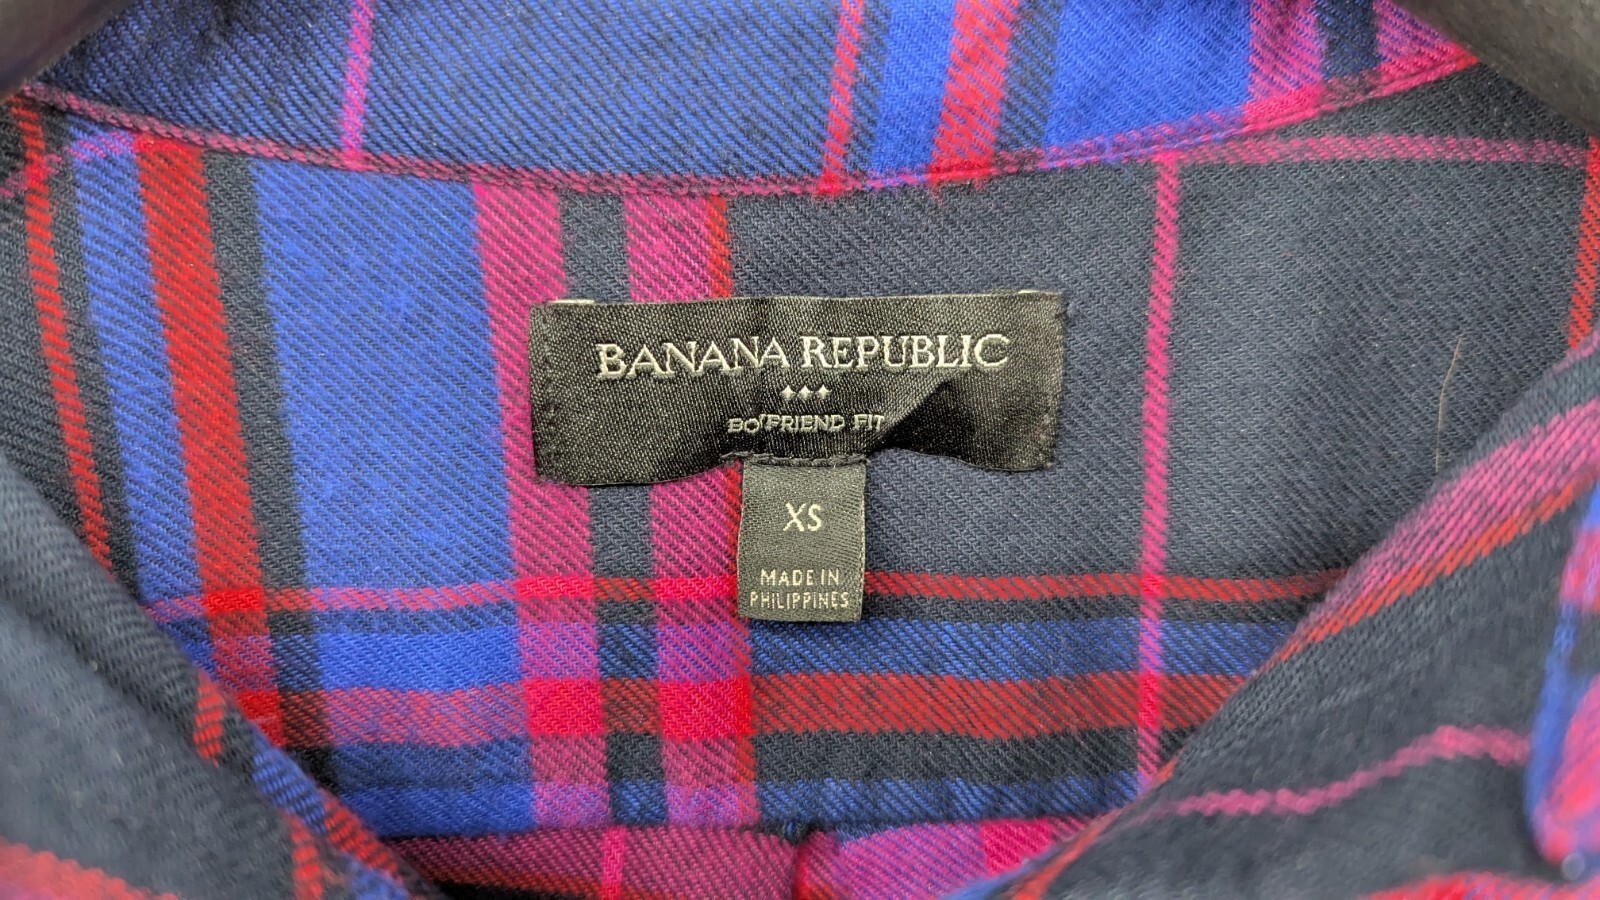 BANANA REPUBLIC
BOYFRIEND FIT
XS
MADE IN
PHILIPPINES